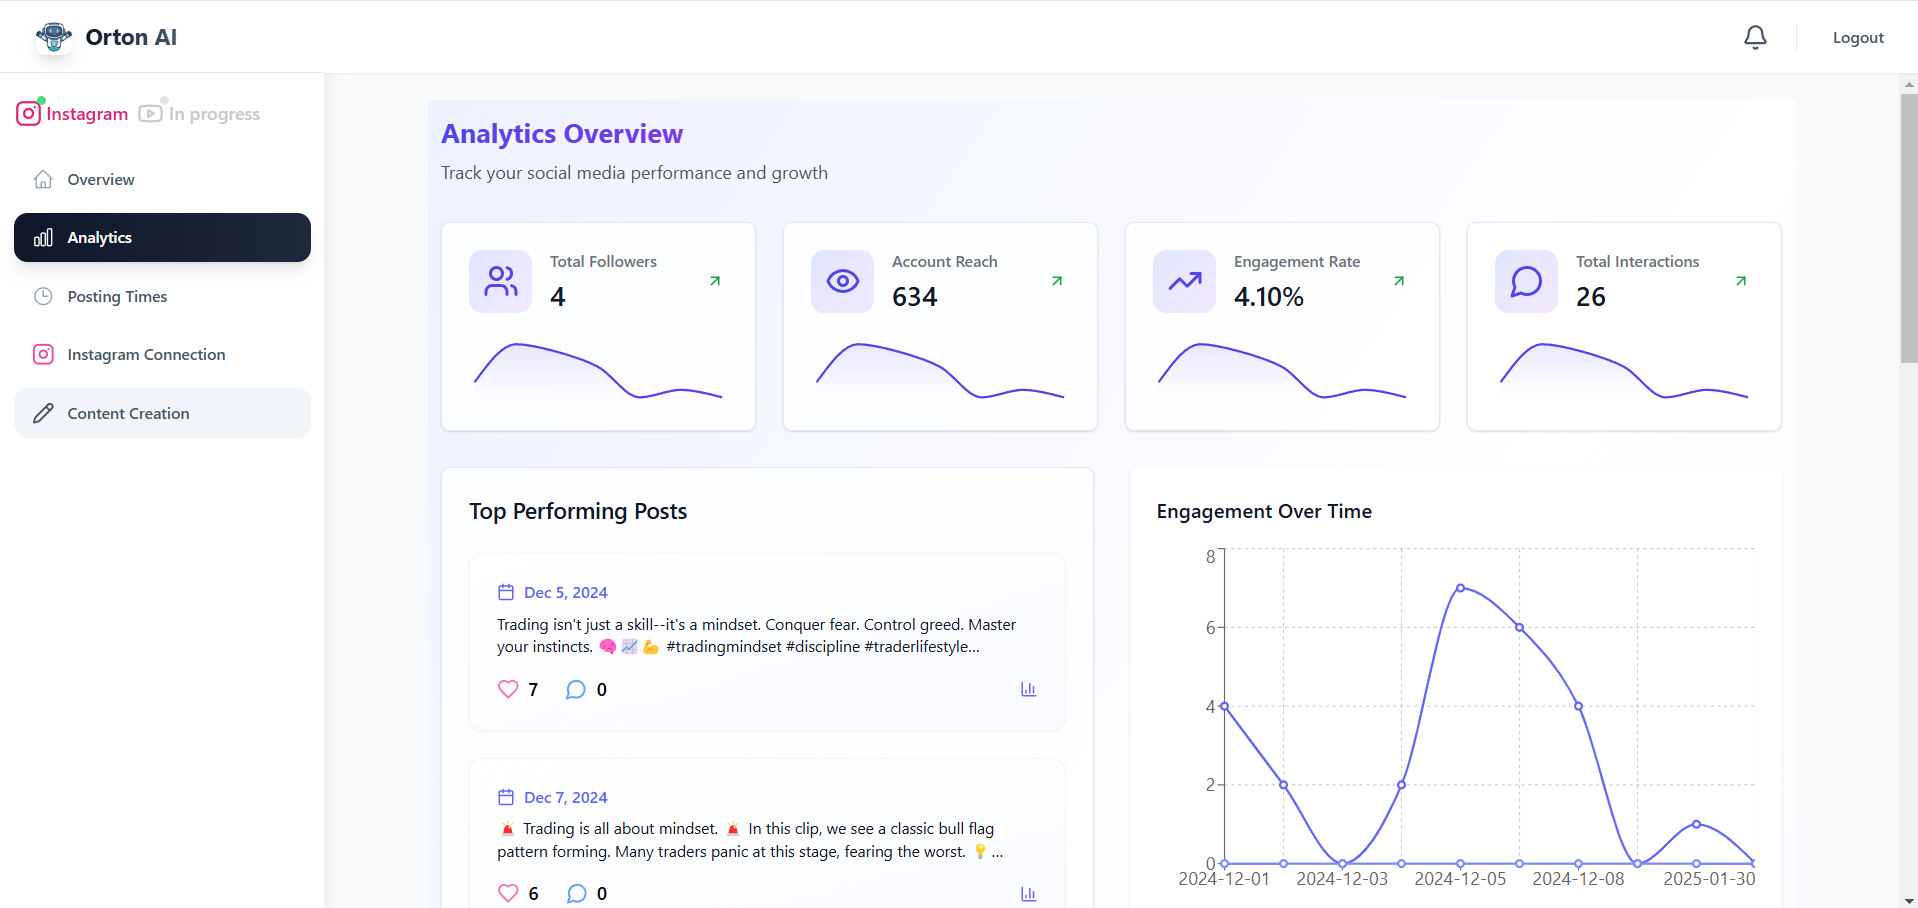 Orton AI
Logout
Instagram
In progress
Overview
Analytics
Posting Times
Instagram Connection
Content Creation
Analytics Overview
Track your social media performance and growth
Total Followers
4
Account Reach
634
Engagement Rate
4.10%
Total Interactions
26
Top Performing Posts
Dec 5, 2024
Trading isn't just a skill--it's a mindset. Conquer fear. Control greed. Master
your instincts. 🧠 📈 💪 #tradingmindset #discipline #traderlifestyle...
7
0
Dec 7, 2024
🚨 Trading is all about mindset. 🚨 In this clip, we see a classic bull flag
pattern forming. Many traders panic at this stage, fearing the worst. 💡 ...
6
0
Engagement Over Time
8
6
4
2
0
2024-12-01
2024-12-03
2024-12-05
2024-12-08
2025-01-30